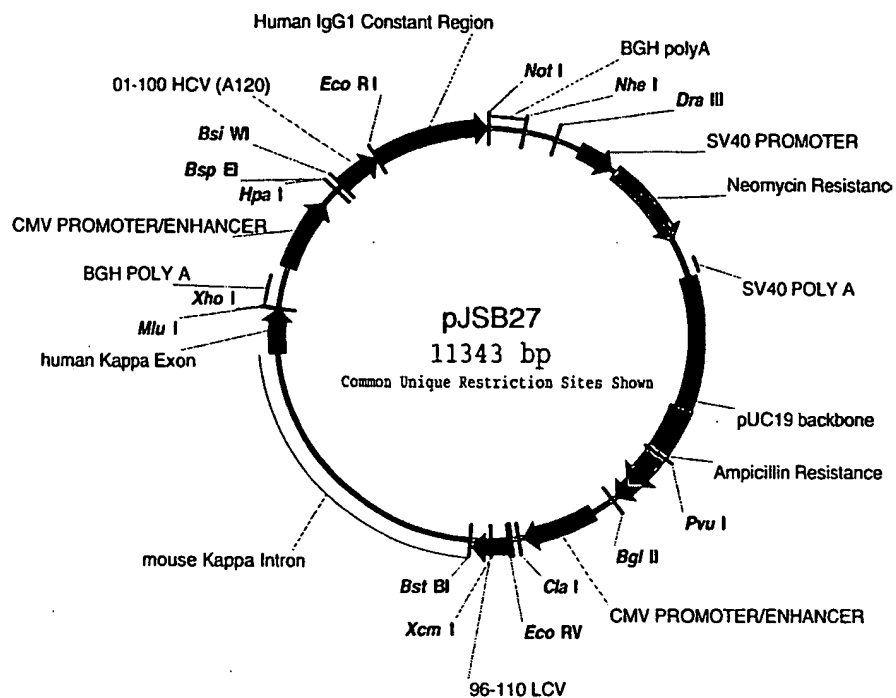 Human IgG1 Constant Region
BGH polyA
Not I
Nhe I
Dra III
Eco RI
01-100 HCV (A120)
Bsi WI
Bsp EI
Hpa I
SV40 PROMOTER
Neomycin Resistanc
CMV PROMOTER/ENHANCER
BGH POLY A
Xho I
Mlu I
human Kappa Exon
SV40 POLY A
pJSB27
11343 bp
Common Unique Restriction Sites Shown
pUC19 backbone
Ampicillin Resistance
Pvu I
Bgl II
mouse Kappa Intron
Bst BI
Cla I
CMV PROMOTER/ENHANCER
Xcm I
Eco RV
96-110 LCV